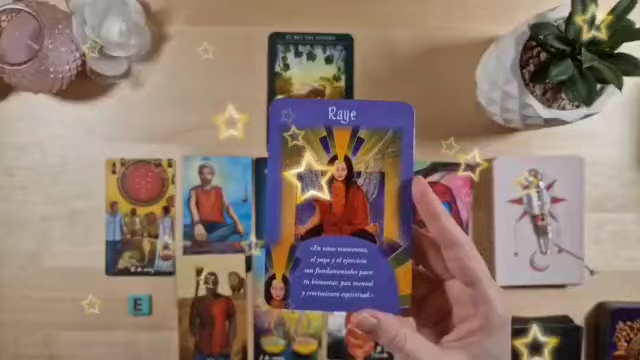 Raye
«En estos momentos,
el yoga y el ejercicio
son fundamentales para
tu bienestar, paz mental
y crecimiento espiritual.»
E